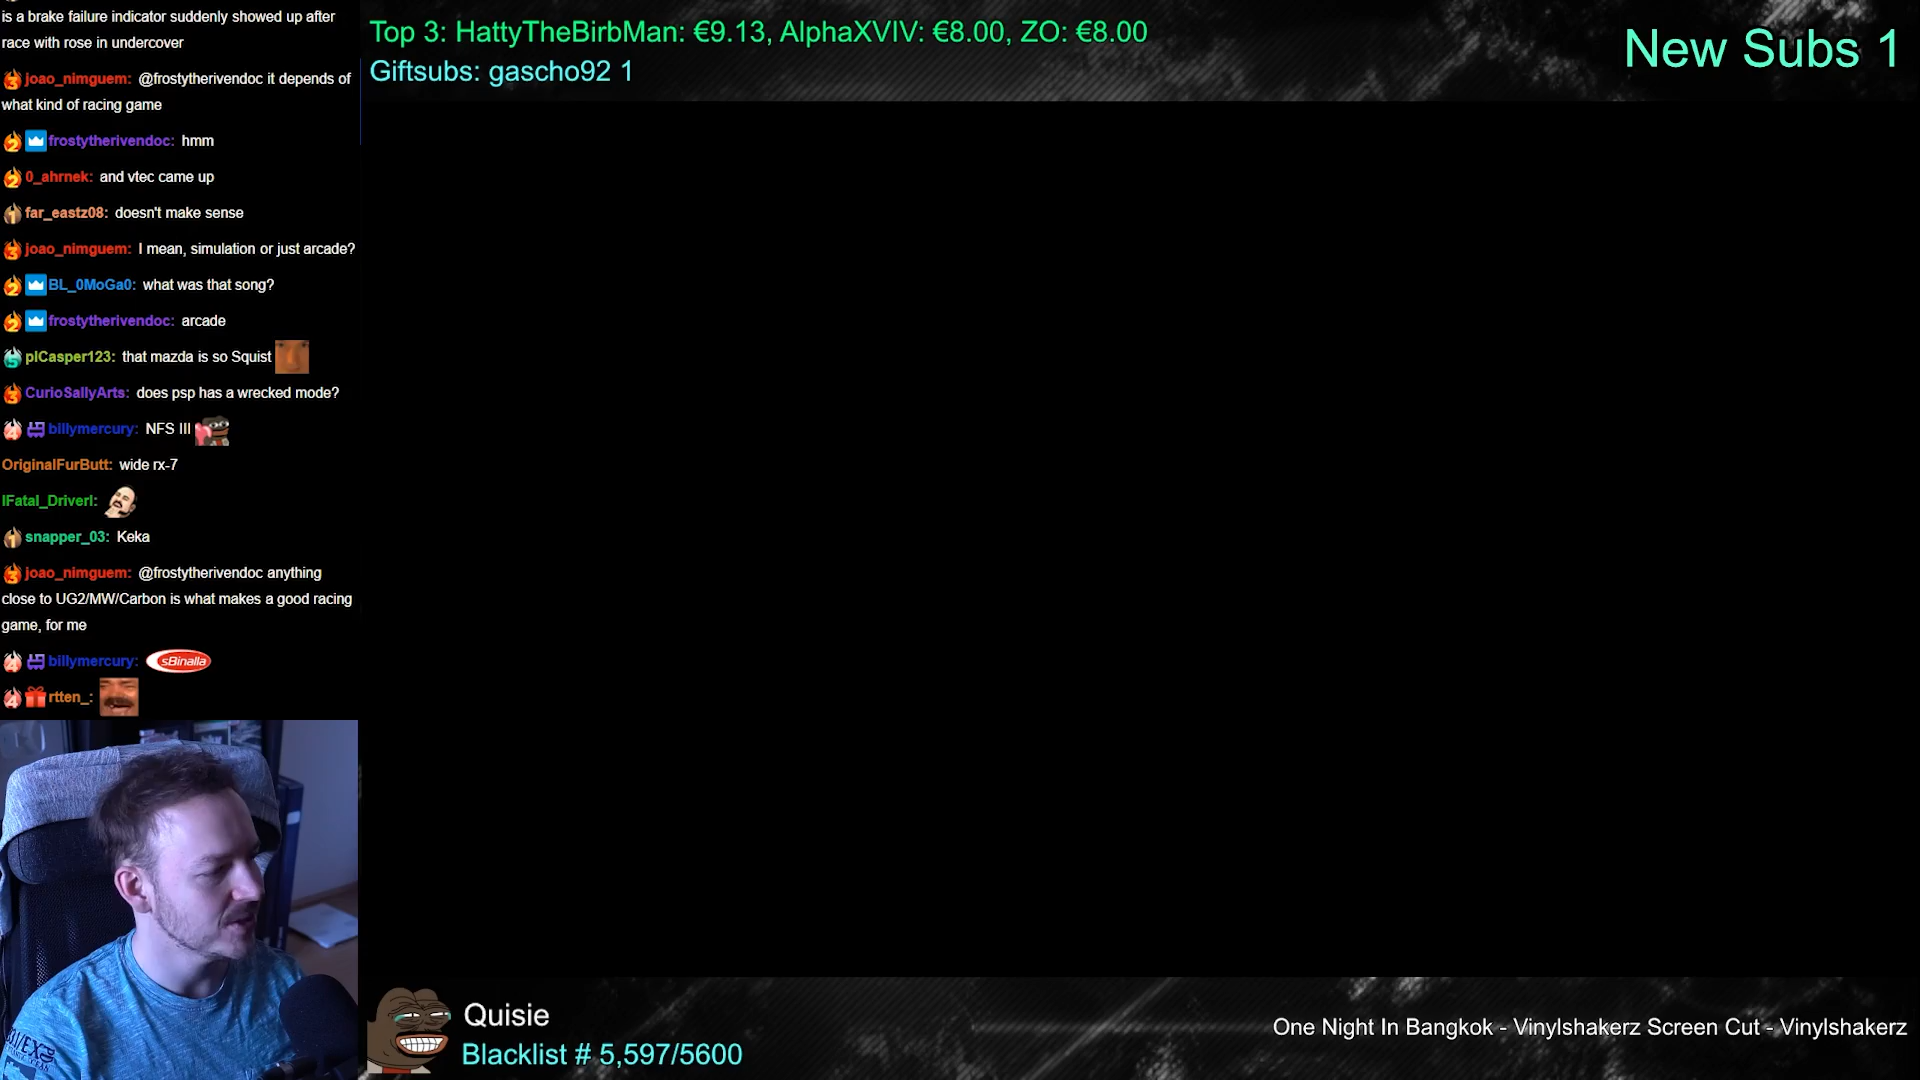 is a brake failure indicator suddenly showed up after
race with rose in undercover
joao_nimguem: @frostytherivendoc it depends of
what kind of racing game
frostytherivendoc: hmm
0_ahrnek: and vtec came up
far_eastz08: doesn't make sense
joao_nimguem: I mean, simulation or just arcade?
BL_0MoGa0: what was that song?
frostytherivendoc: arcade
plCasper123: that mazda is so Squist
CurioSallyArts: does psp has a wrecked mode?
billymercury: NFS III
OriginalFurButt: wide rx-7
IFatal_DriverI:
snapper_03: Keka
joao_nimguem: @frostytherivendoc anything
close to UG2/MW/Carbon is what makes a good racing
game, for me
billymercury: sBinalla
rtten_:
Top 3: HattyTheBirbMan: €9.13, AlphaXVIV: €8.00, ZO: €8.00
Giftsubs: gascho92 1
New Subs 1
Quisie
Blacklist # 5,597/5600
One Night In Bangkok - Vinylshakerz Screen Cut - Vinylshakerz